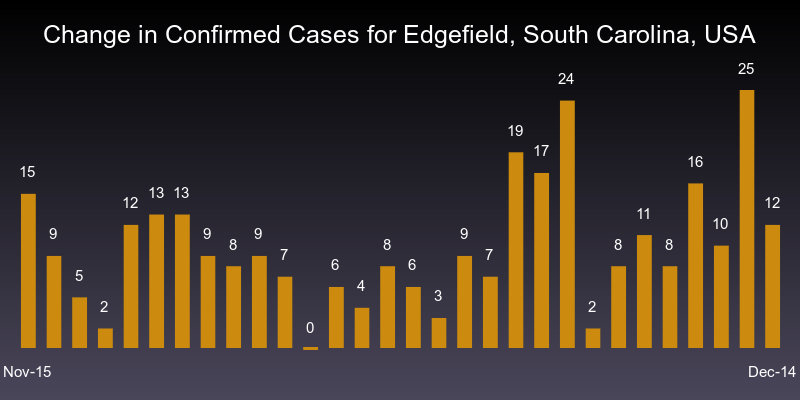 Change in Confirmed Cases for Edgefield, South Carolina, USA
15 9 5 2 12 13 13 9 8 9 7 0 6 4 8 6 3 9 7 19 17 24 2 8 11 8 16 10 25 12
Nov-15 Dec-14